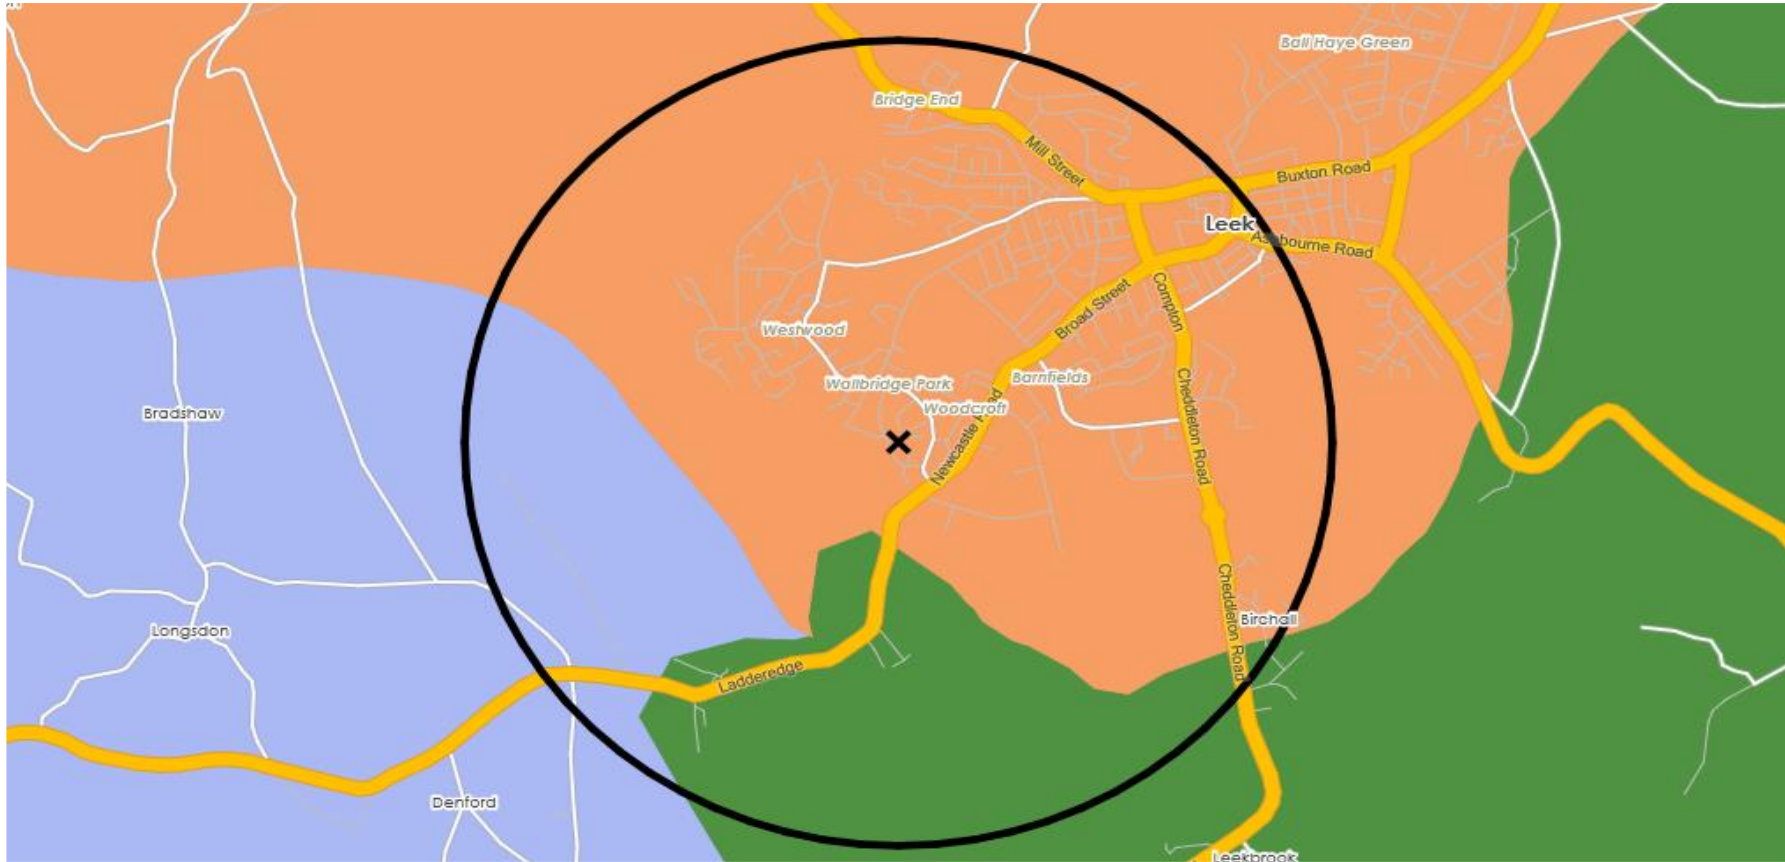 Ball Haye Green
Bridge End
Mill Street
Buxton Road
Leek
Ashbourne Road
Compton
Broad Street
Westwood
Barnfields
Wallbridge Park
Woodcroft
Newcastle Road
Cheddleton Road
Bradshaw
Cheddleton Road
Birchall
Longsdon
Ladderedge
Denford
Leekbrook